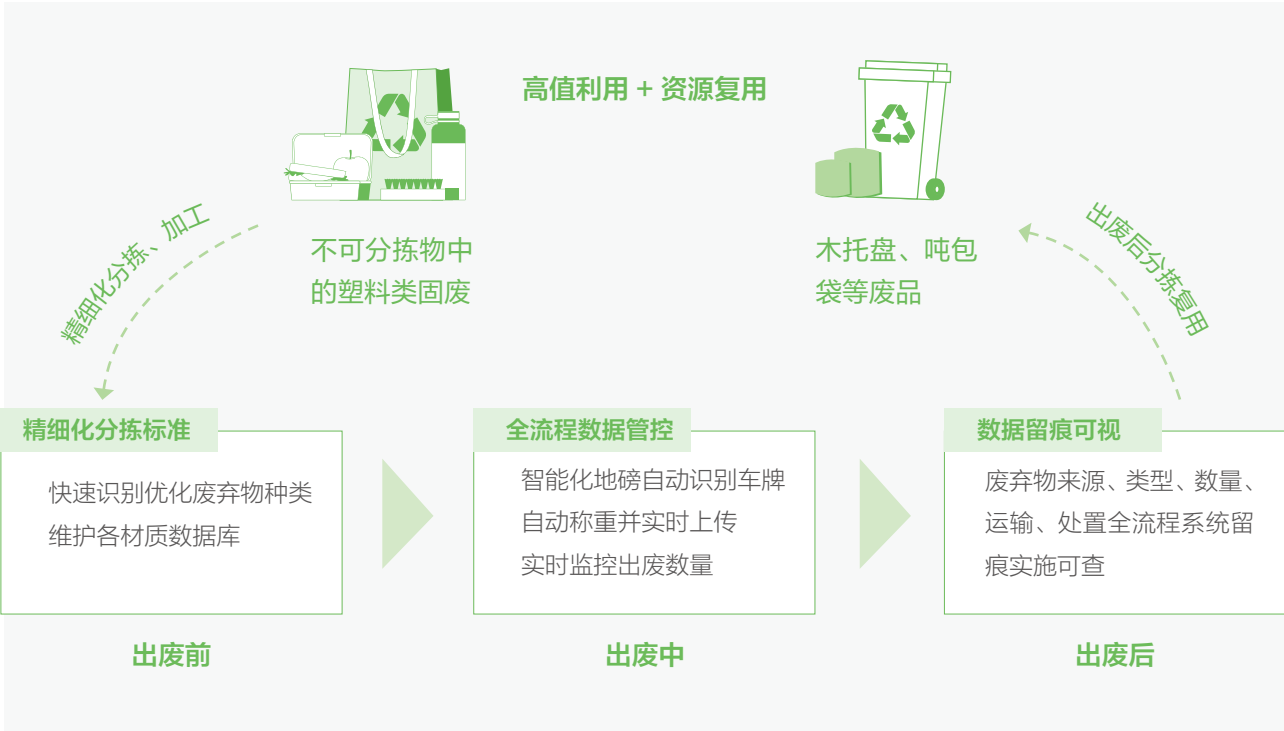 高值利用 + 资源复用
不可分拣物中
的塑料类固废
木托盘、吨包
袋等废品
精细化分拣、加工
出废后分拣复用
精细化分拣标准
快速识别优化废弃物种类
维护各材质数据库
出废前
全流程数据管控
智能化地磅自动识别车牌
自动称重并实时上传
实时监控出废数量
出废中
数据留痕可视
废弃物来源、类型、数量、
运输、处置全流程系统留
痕实施可查
出废后